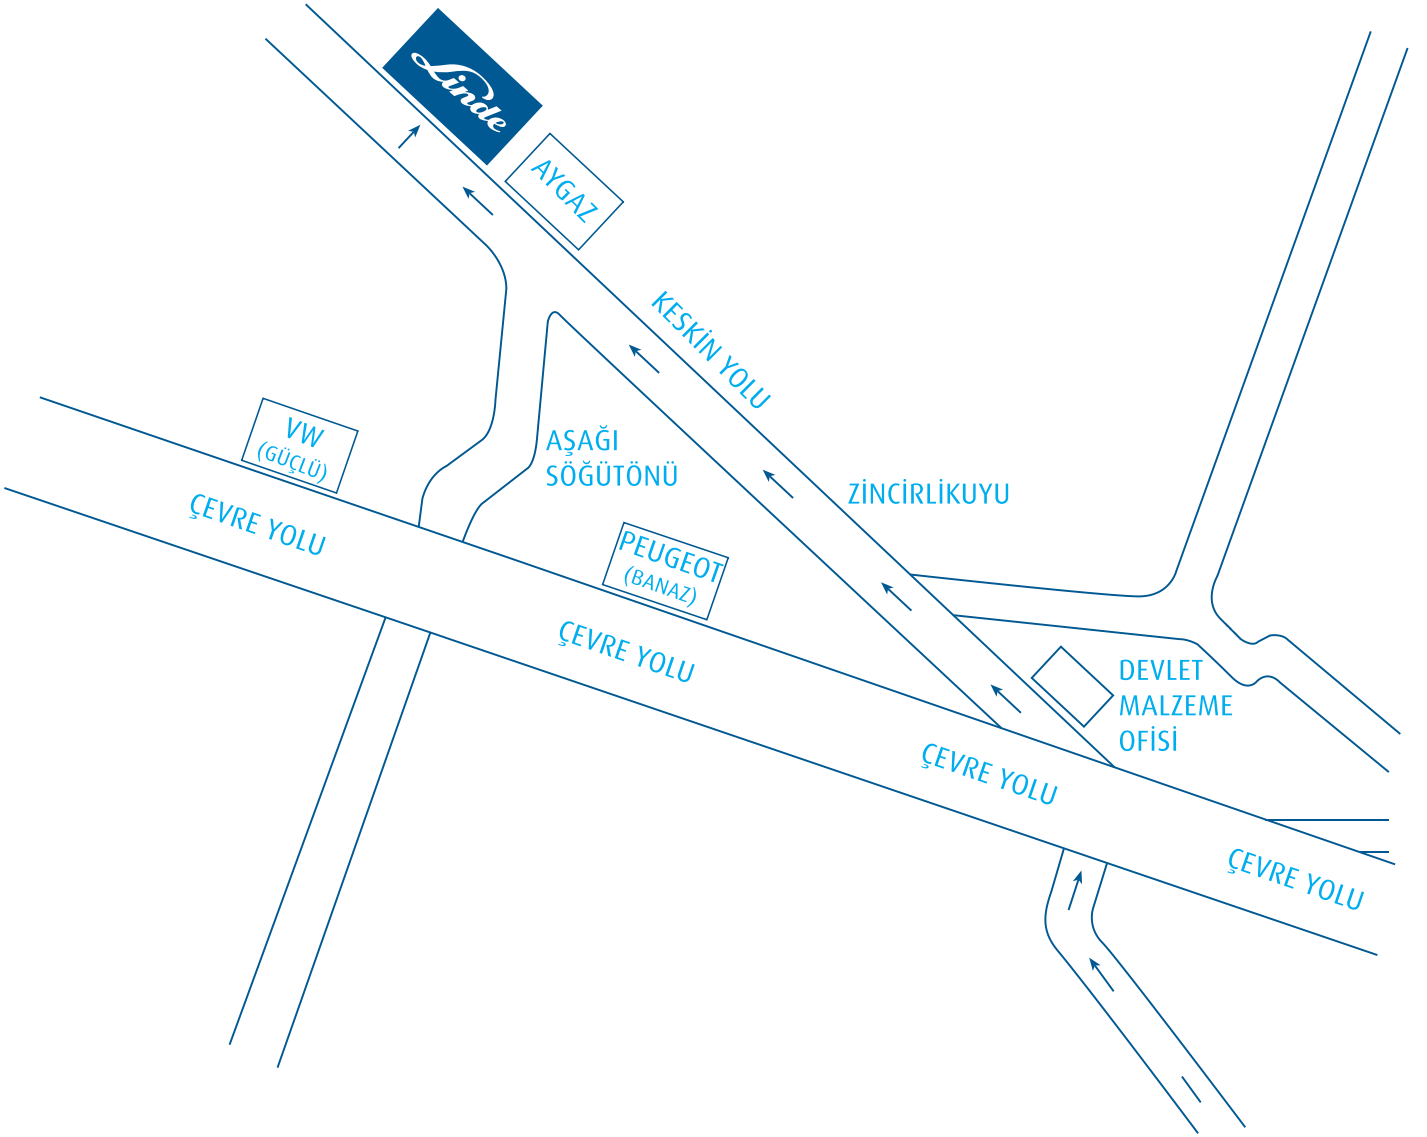 Linde
AYGAZ
KESKİN YOLU
VW
(GÜÇLÜ)
AŞAĞI
SÖĞÜTÖNÜ
ZİNCİRLİKUYU
ÇEVRE YOLU
PEUGEOT
(BANAZ)
ÇEVRE YOLU
DEVLET
MALZEME
OFİSİ
ÇEVRE YOLU
ÇEVRE YOLU